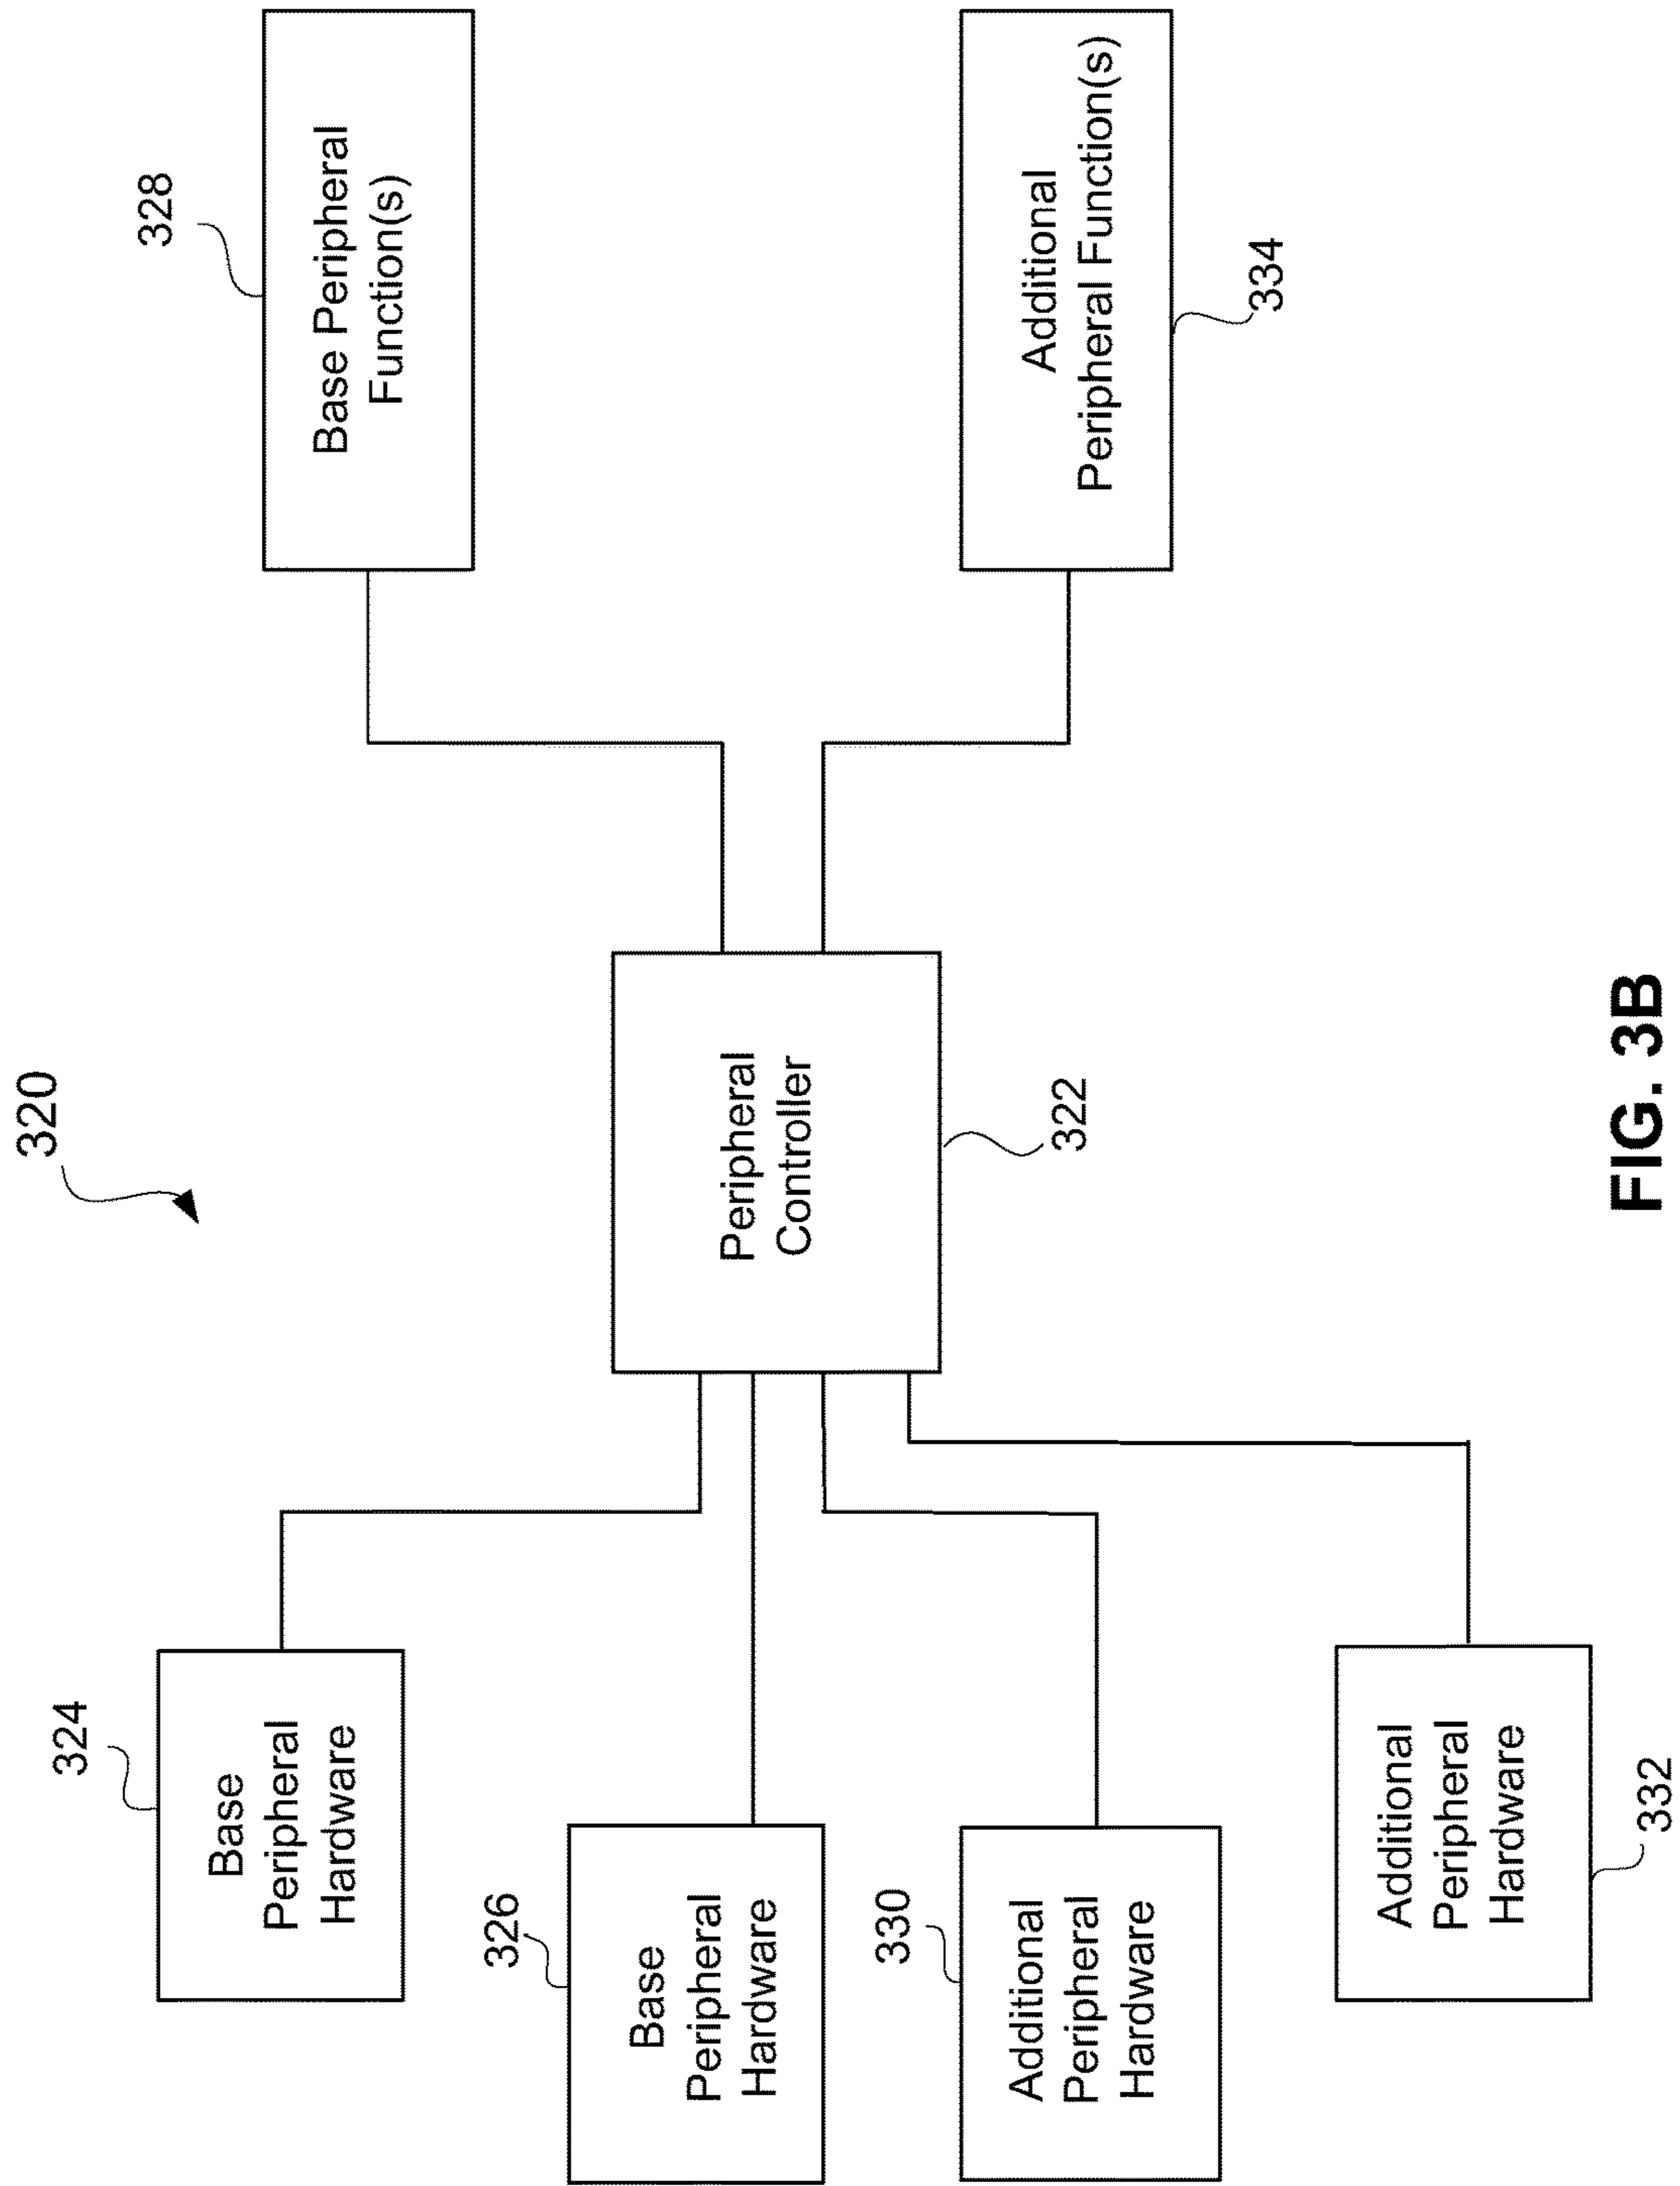 320
324
Base
Peripheral
Hardware
326
Base
Peripheral
Hardware
330
Additional
Peripheral
Hardware
Additional
Peripheral
Hardware
332
Peripheral
Controller
322
328
Base Peripheral
Function(s)
Additional
Peripheral Function(s)
334
FIG. 3B